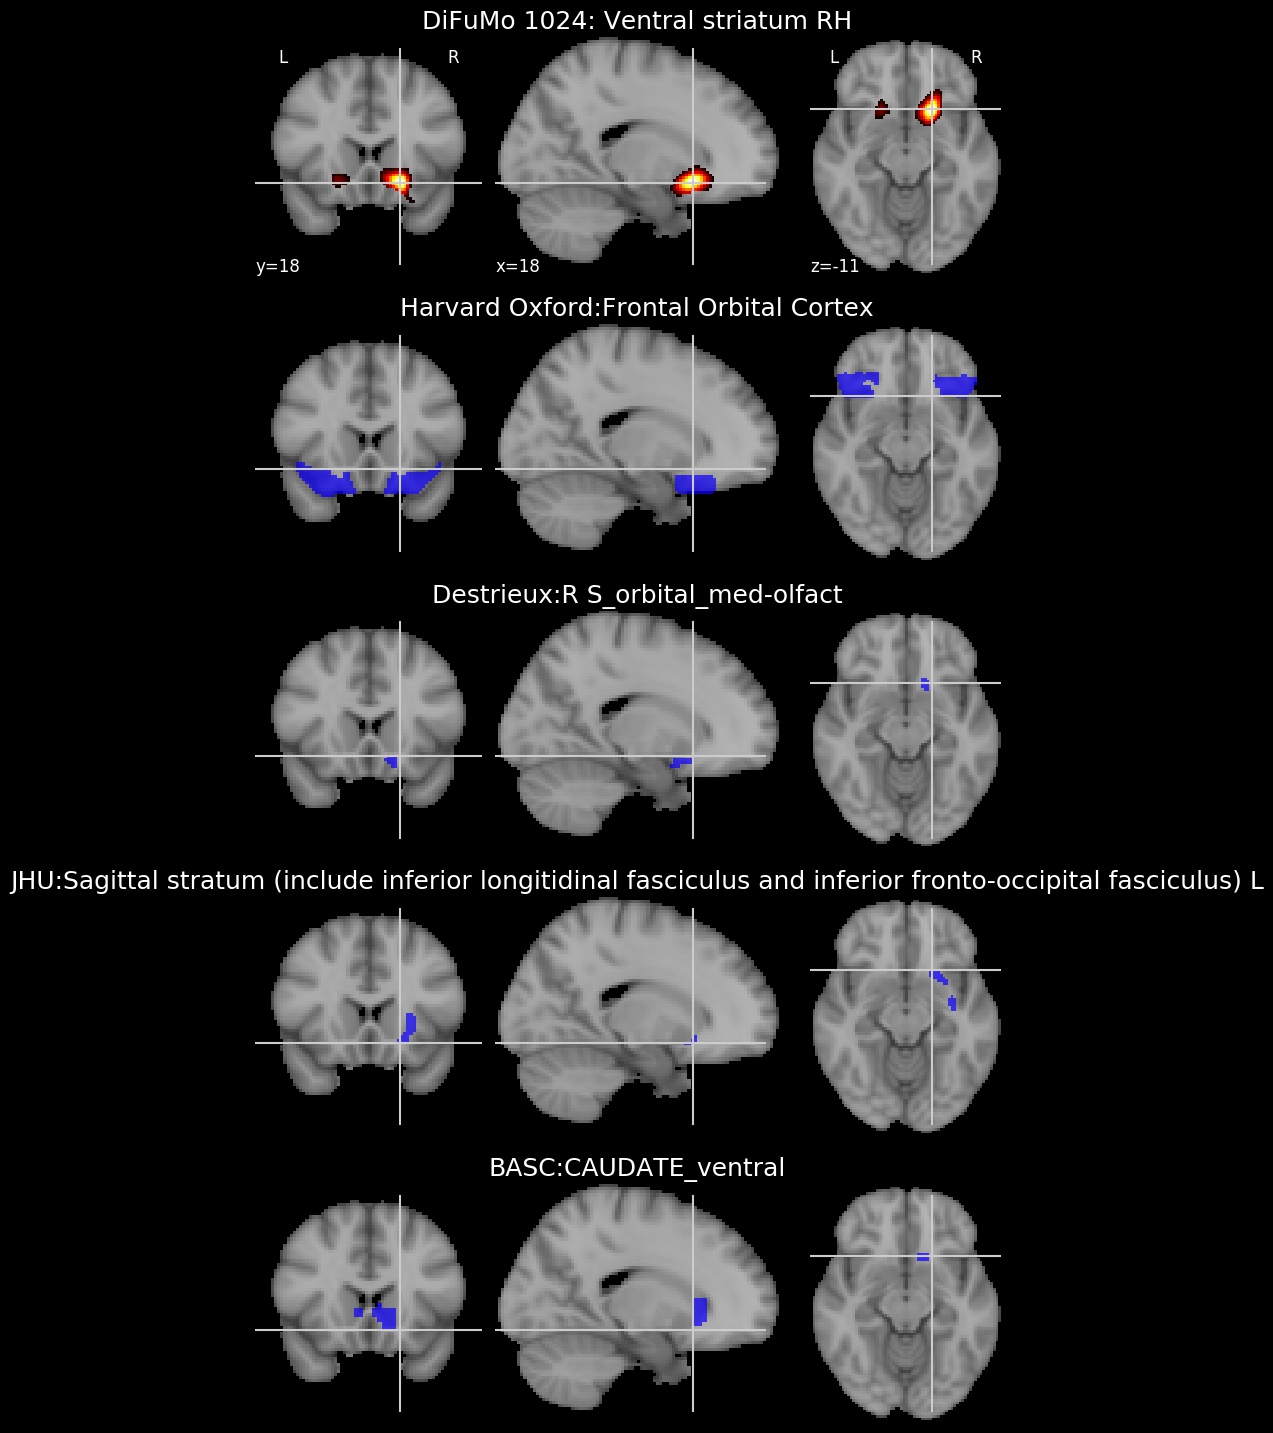 DiFuMo 1024: Ventral striatum RH
L R L R
y=18 x=18 z=-11
Harvard Oxford:Frontal Orbital Cortex
Destrieux:R S_orbital_med-olfact
JHU:Sagittal stratum (include inferior longitidinal fasciculus and inferior fronto-occipital fasciculus) L
BASC:CAUDATE_ventral